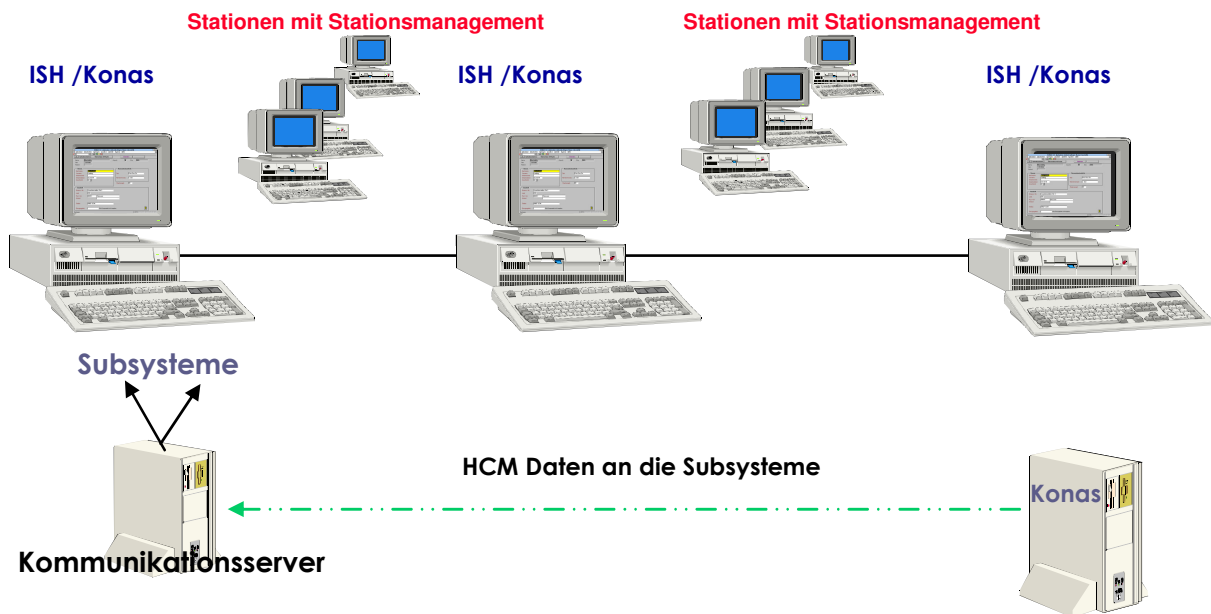 Stationen mit Stationsmanagement
Stationen mit Stationsmanagement
ISH /Konas
ISH /Konas
ISH /Konas
Subsysteme
HCM Daten an die Subsysteme
Konas
Kommunikationsserver